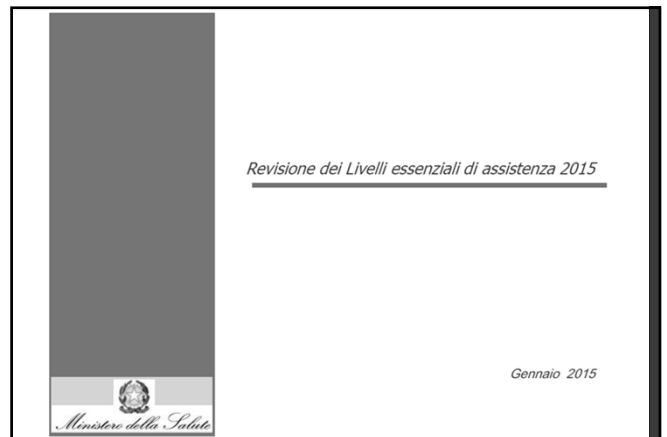 Revisione dei Livelli essenziali di assistenza 2015
Gennaio 2015
Ministero della Salute